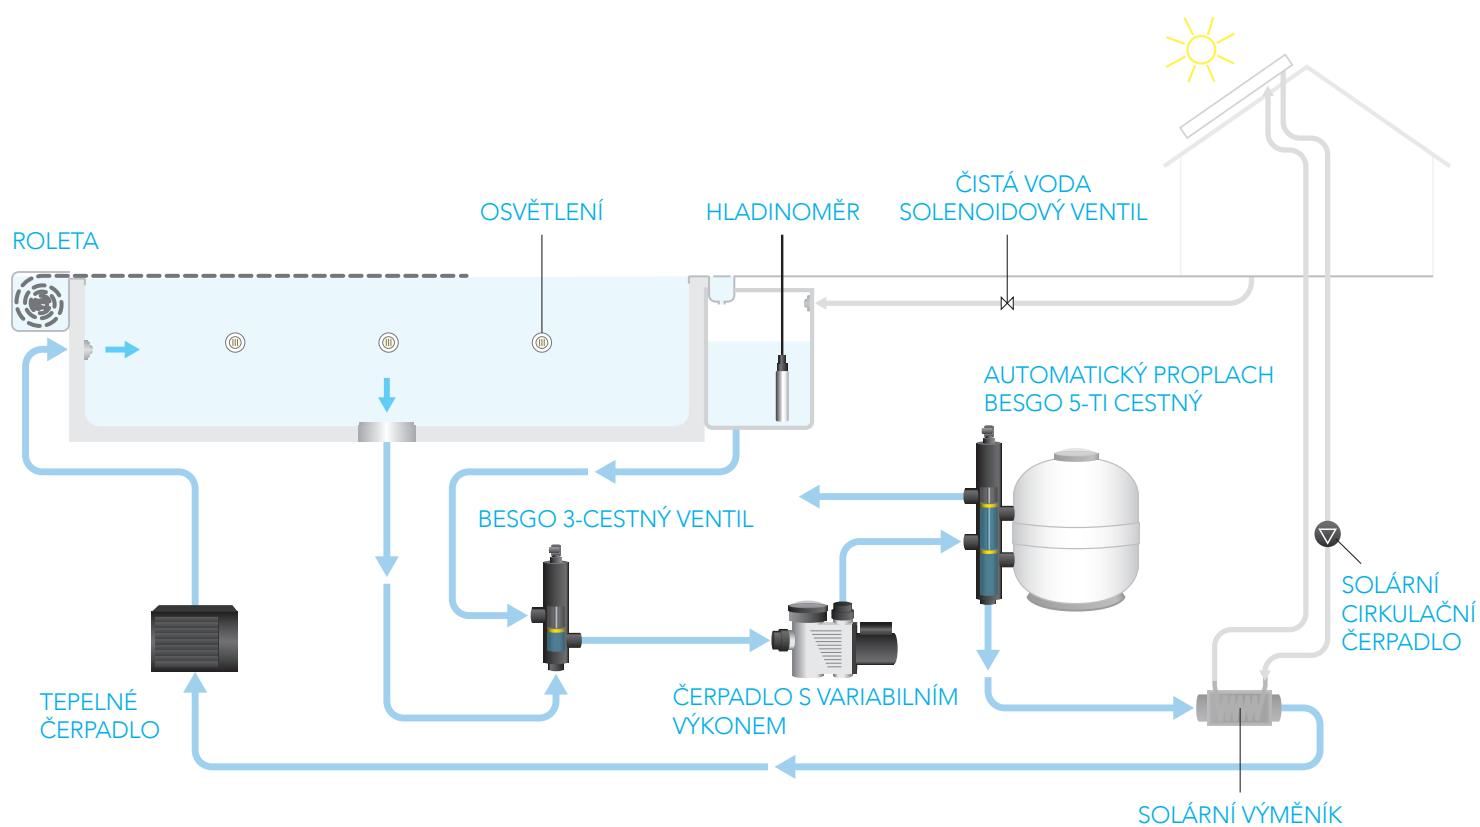 ČISTÁ VODA
SOLENOIDOVÝ VENTIL
OSVĚTLENÍ
HLADINOMĚR
ROLETA
AUTOMATICKÝ PROPLACH
BESGO 5-TI CESTNÝ
BESGO 3-CESTNÝ VENTIL
SOLÁRNÍ
CIRKULAČNÍ
ČERPADLO
TEPELNÉ
ČERPADLO
ČERPADLO S VARIABILNÍM
VÝKONEM
SOLÁRNÍ VÝMĚNÍK